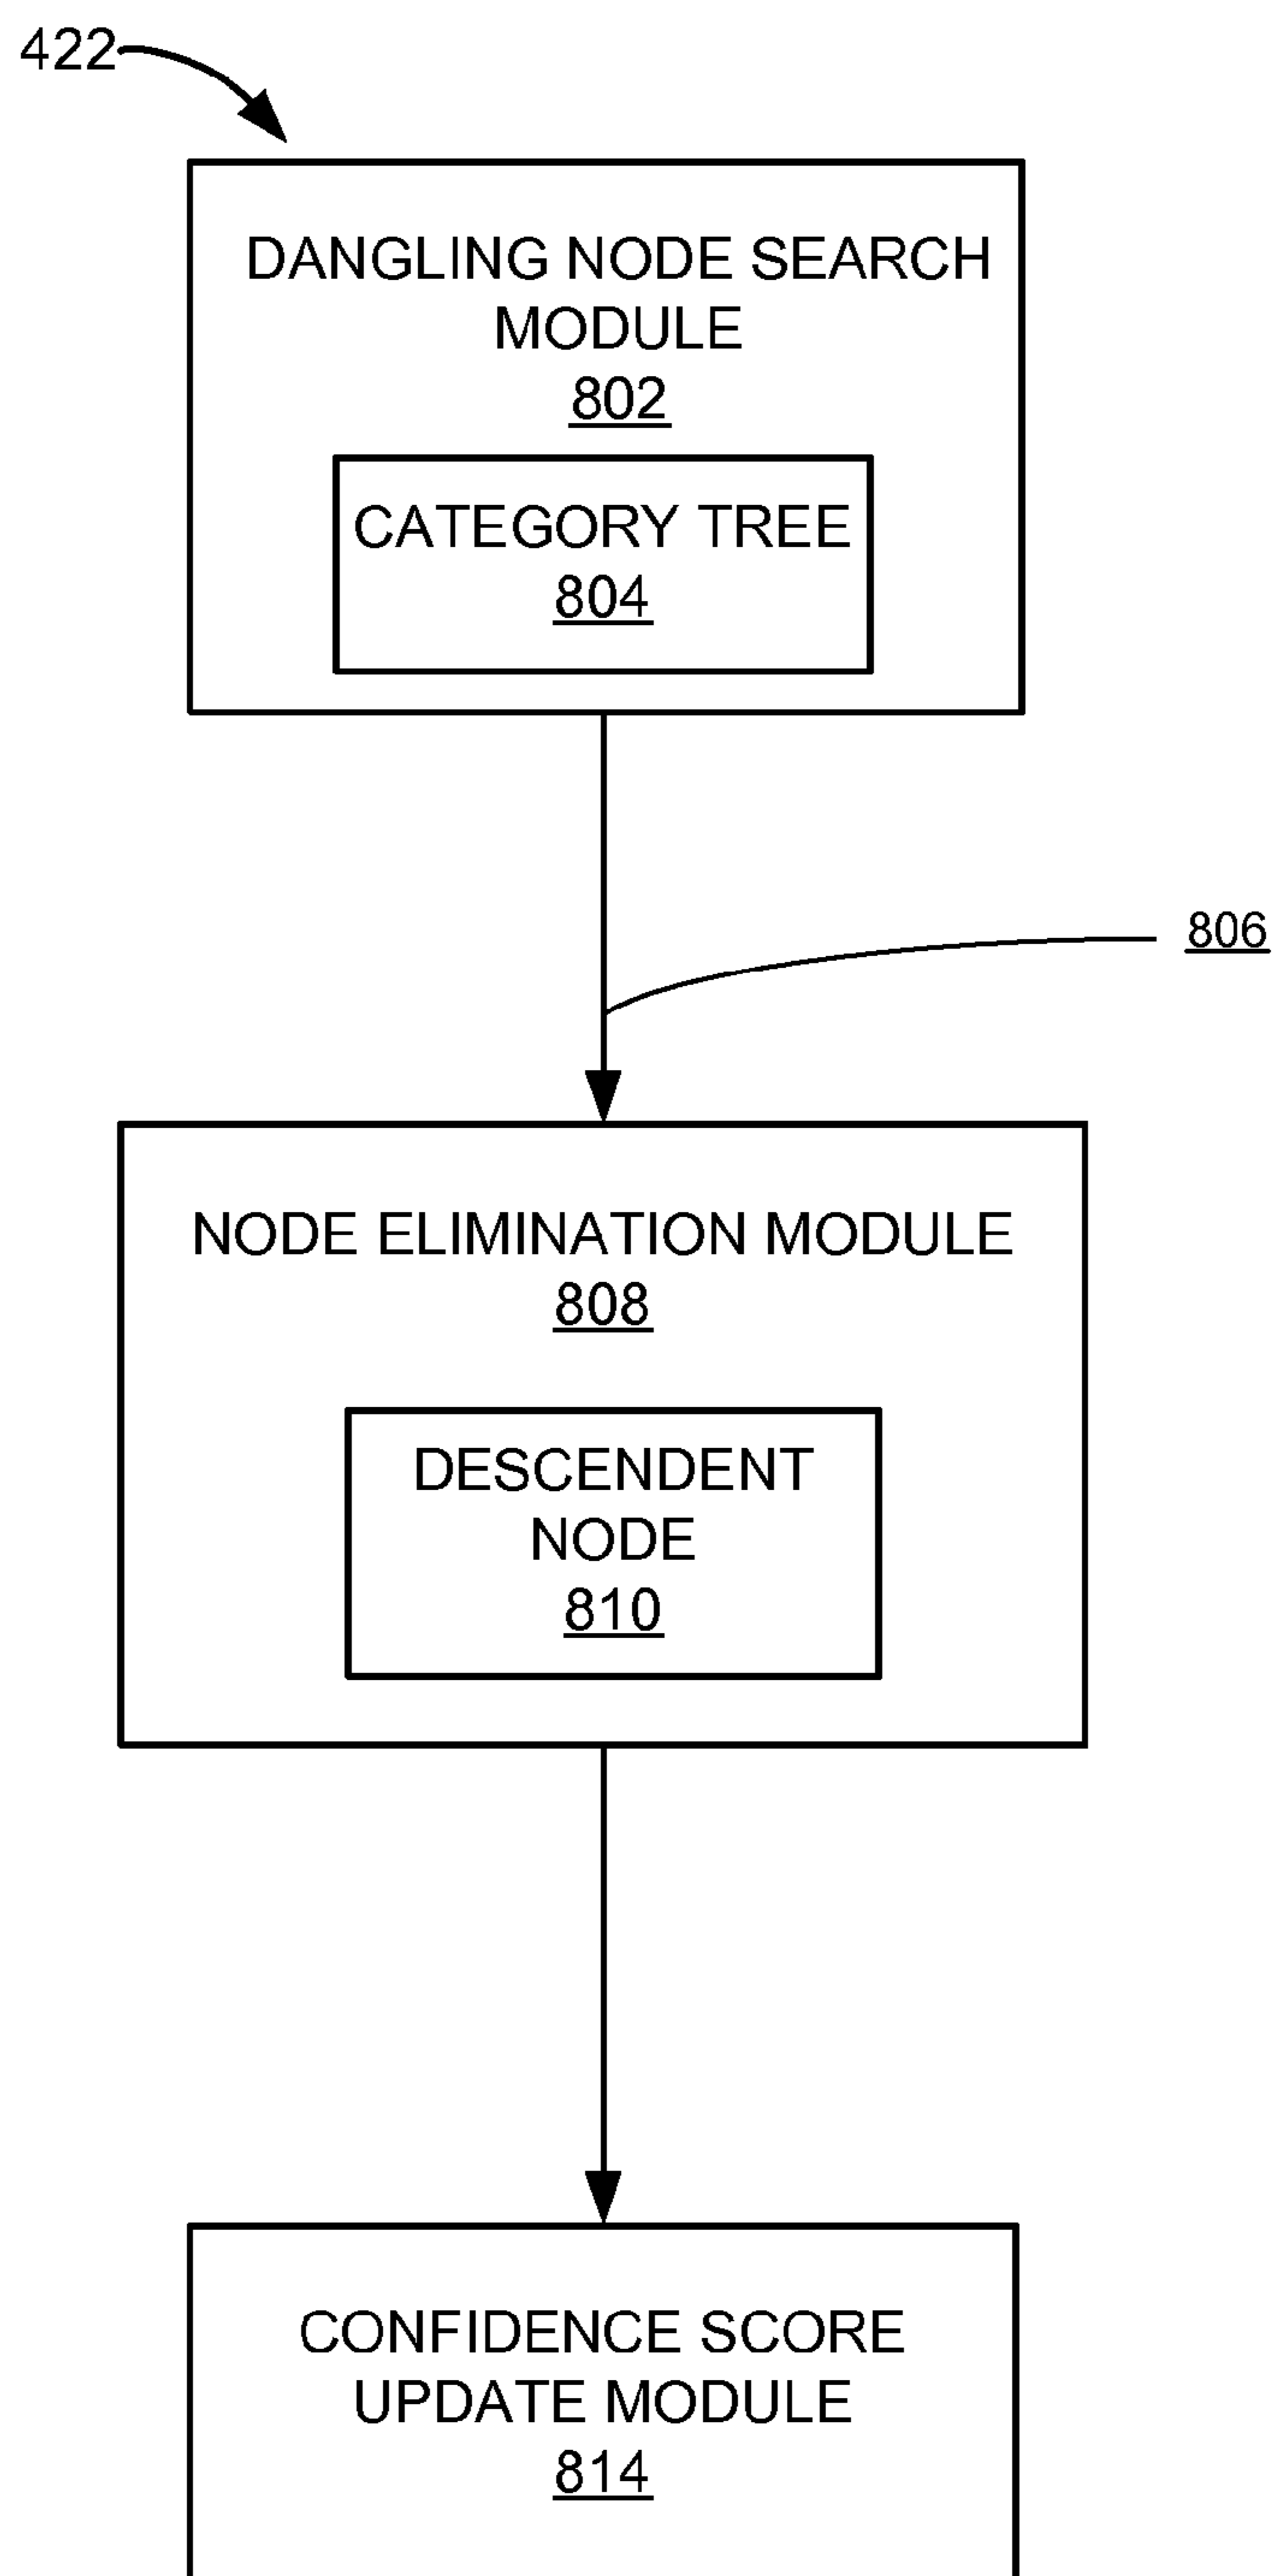 422
DANGLING NODE SEARCH
MODULE
802
CATEGORY TREE
804
806
NODE ELIMINATION MODULE
808
DESCENDENT
NODE
810
CONFIDENCE SCORE
UPDATE MODULE
814